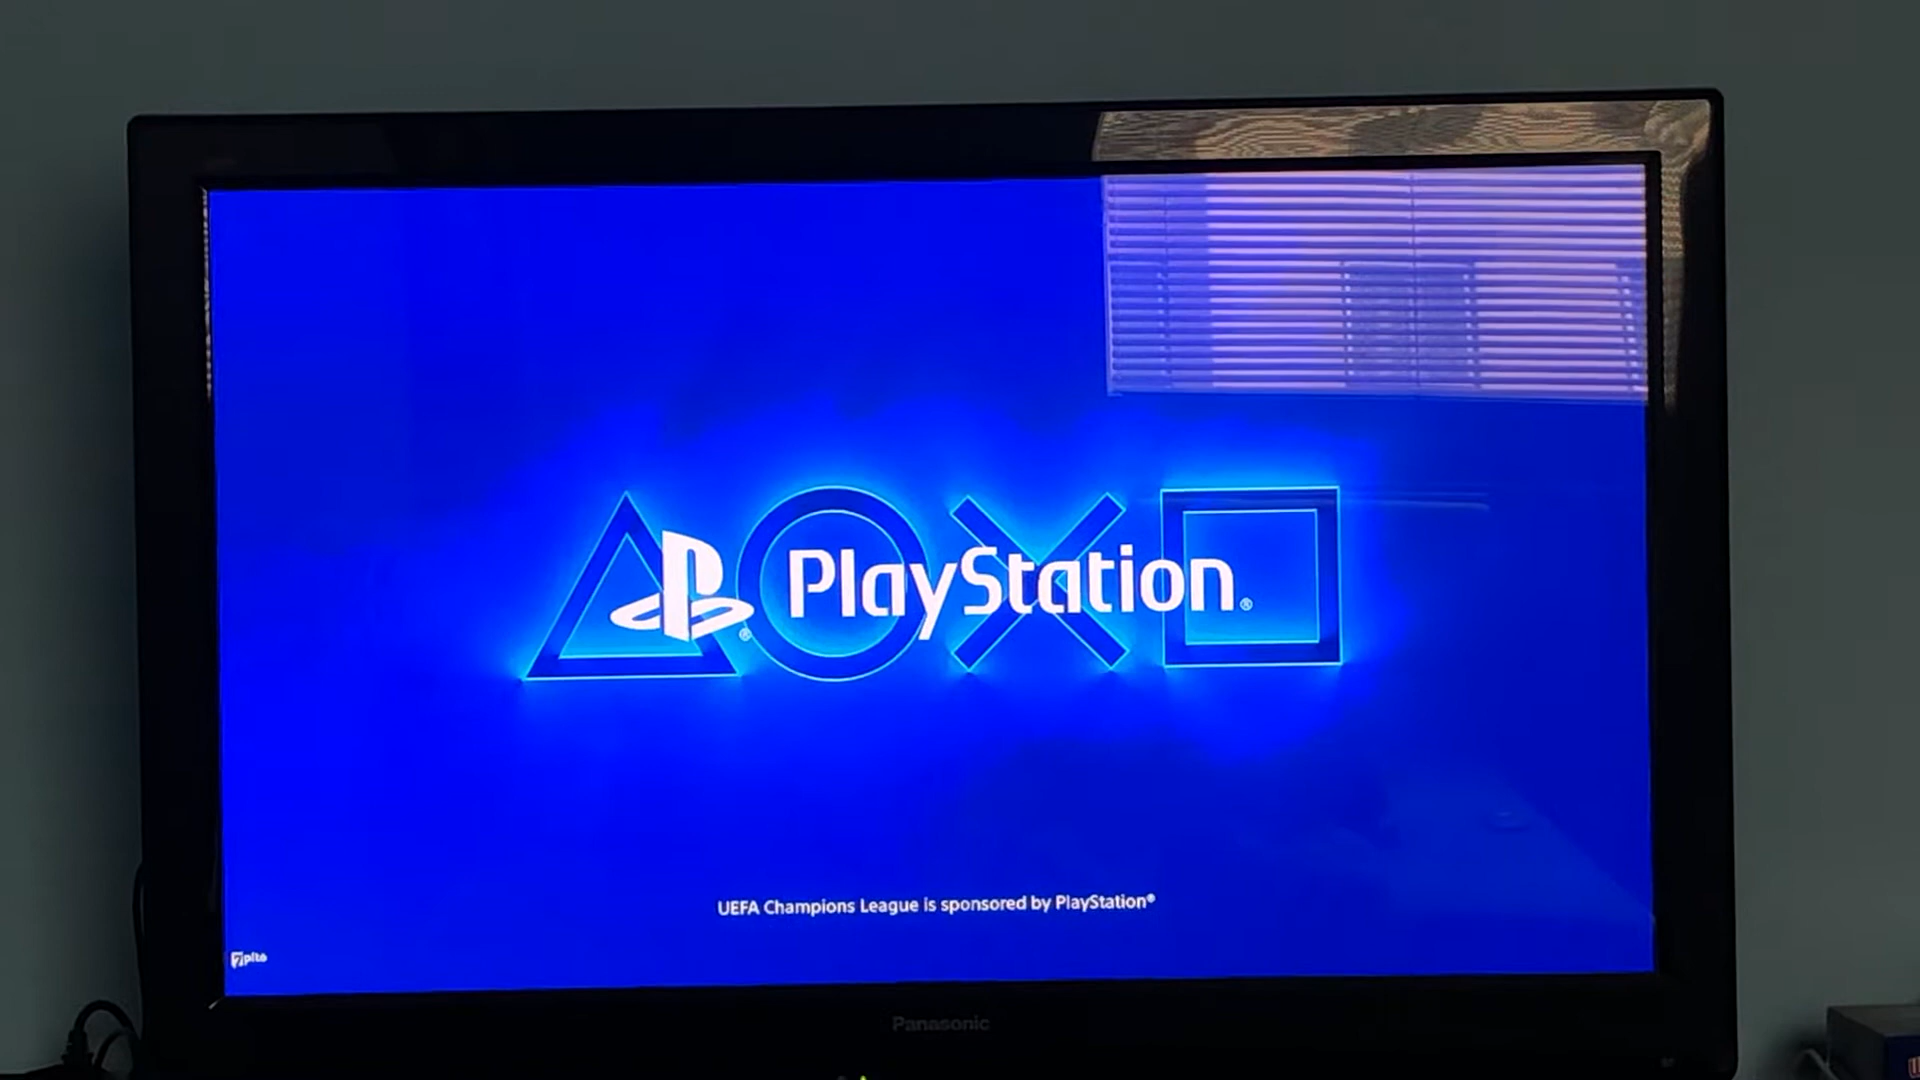 PlayStation®
UEFA Champions League is sponsored by PlayStation®
Panasonic